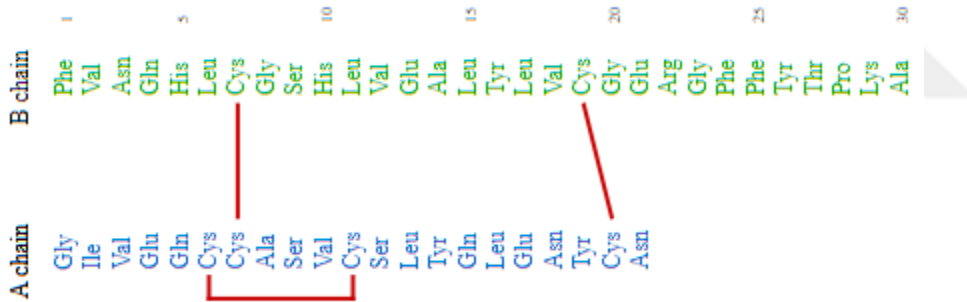 1 5 10 15 20 25 30
B chain Phe Val Asn Gln His Leu Cys Gly Ser His Leu Val Glu Ala Leu Tyr Leu Val Cys Gly Glu Arg Gly Phe Phe Tyr Thr Pro Lys Ala
A chain Gly Ile Val Glu Gln Cys Cys Ala Ser Val Cys Ser Leu Tyr Gln Leu Glu Asn Tyr Cys Asn